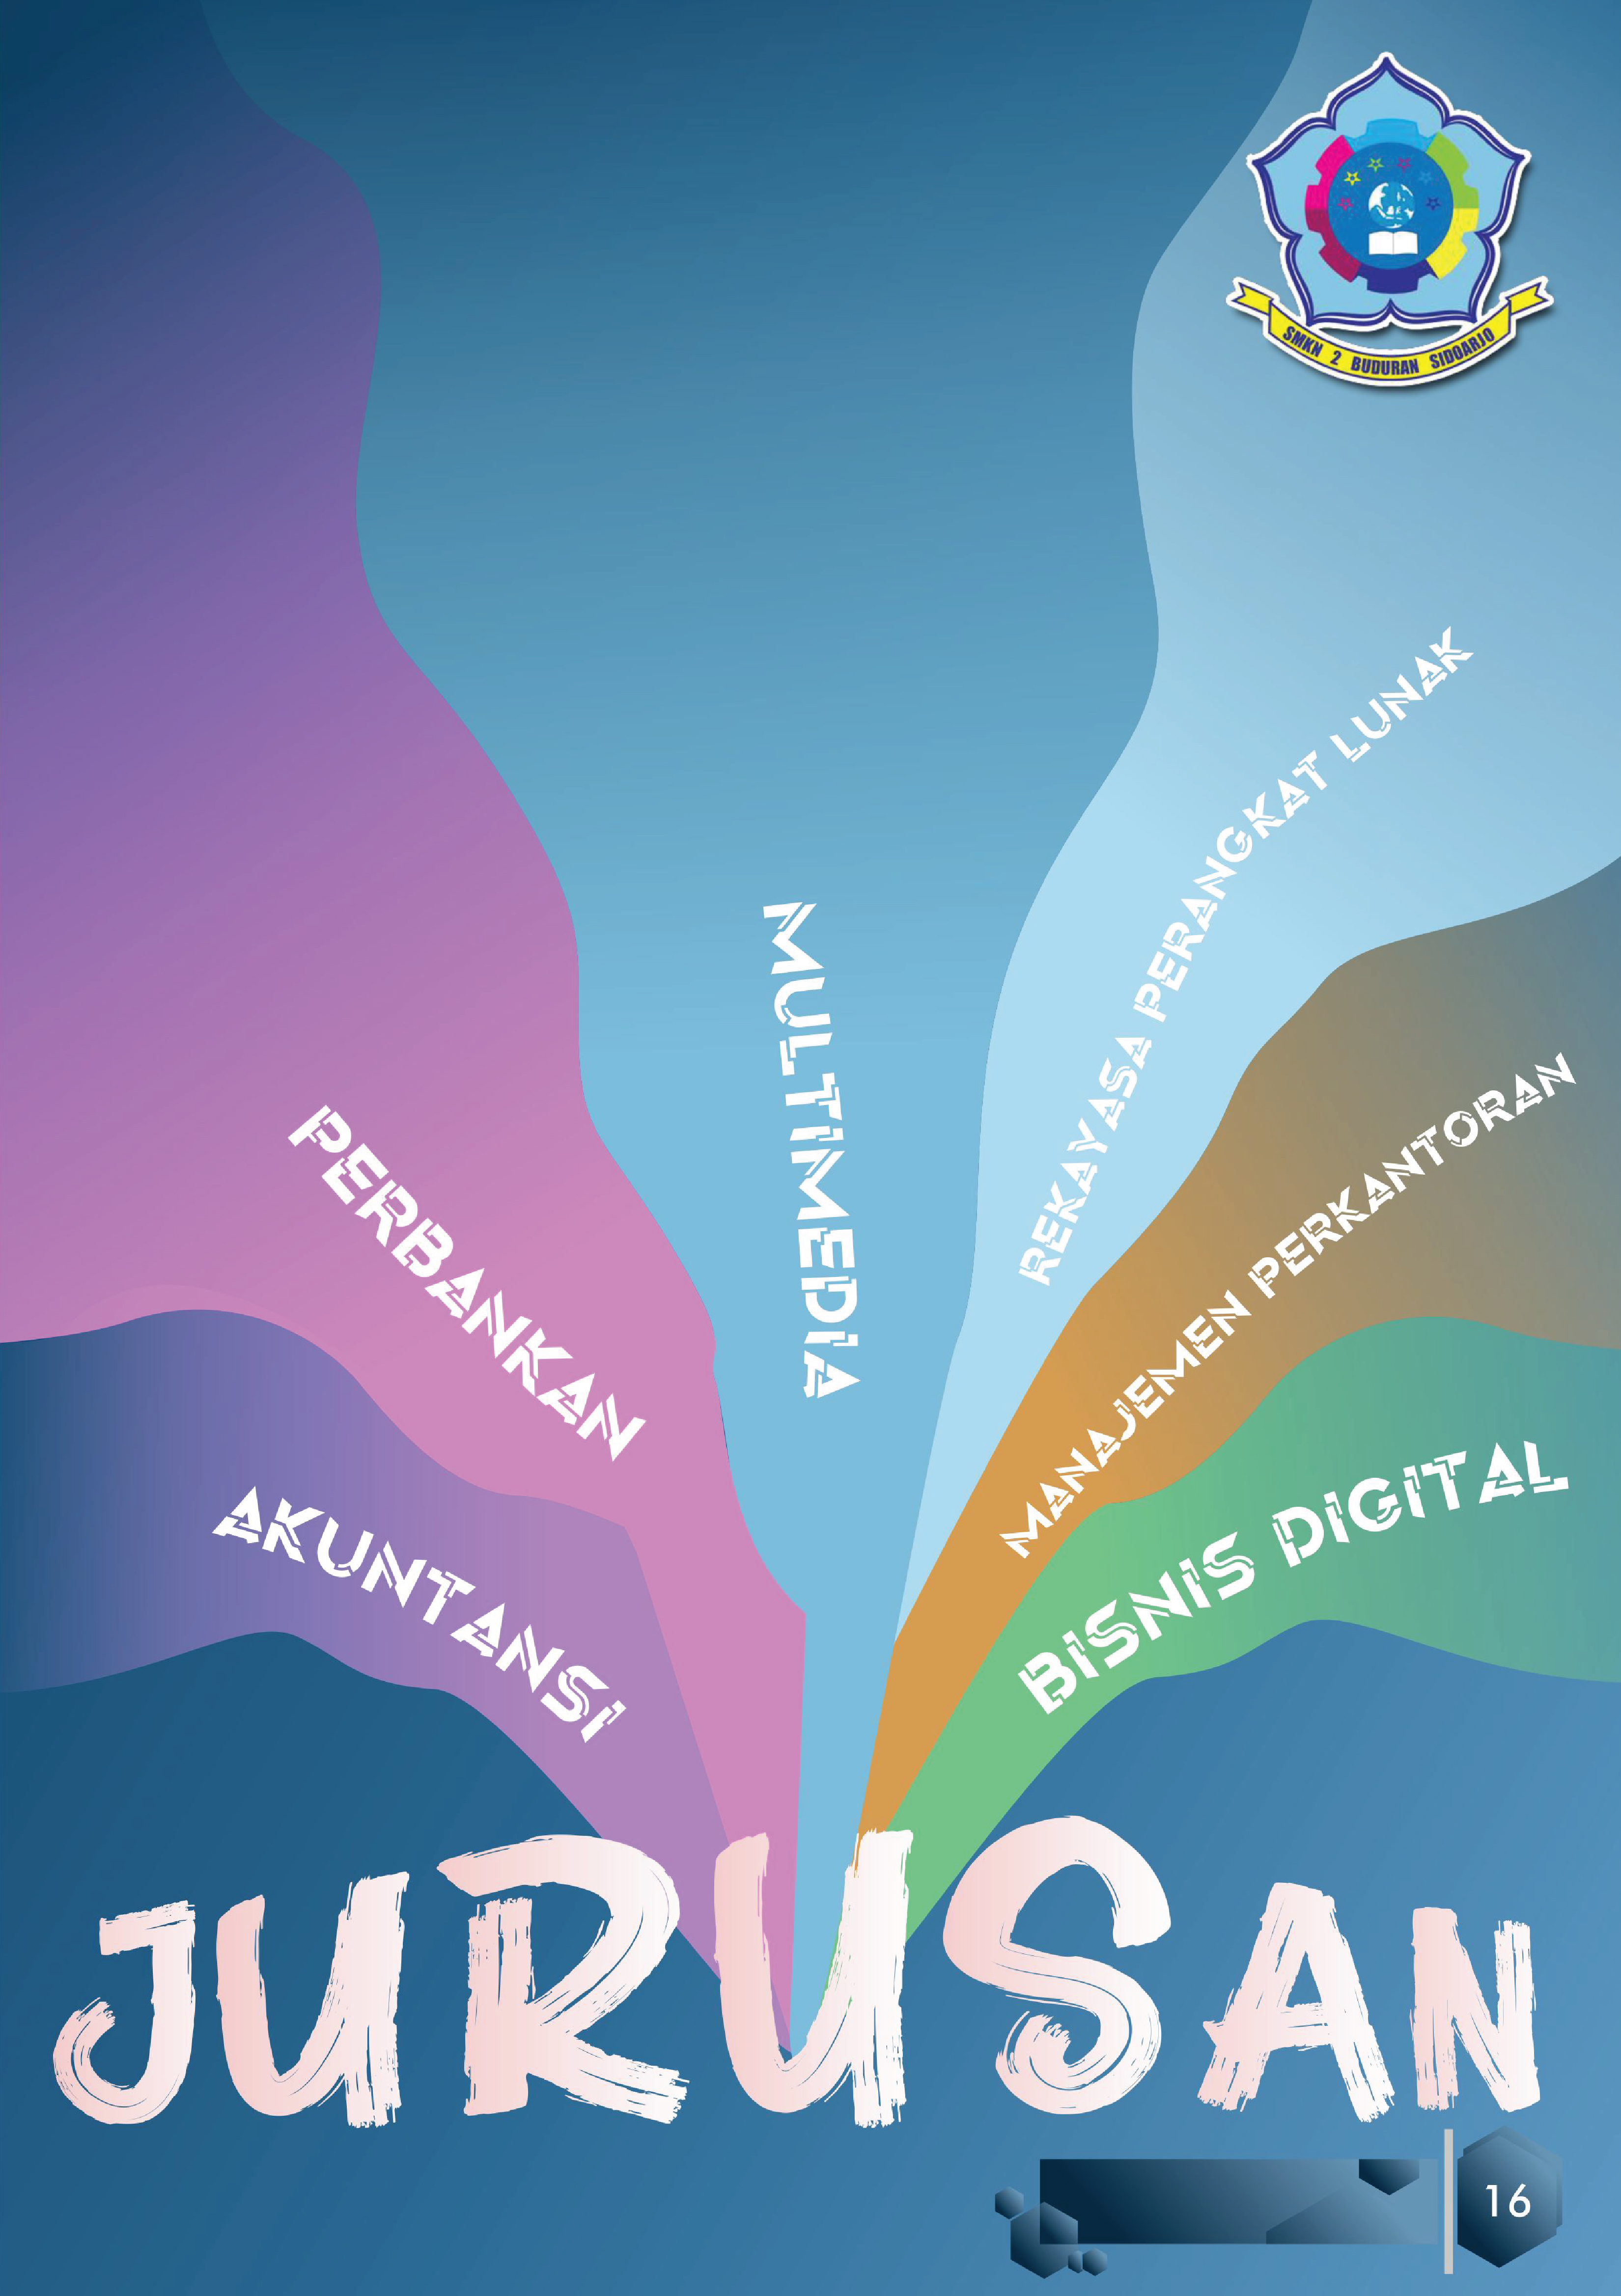 SMKN 2 BUDURAN SIDOARJO
REKAYASA PERANGKAT LUNAK
MULTIMEDIA
MANAJEMEN PERKANTORAN
PERBANKAN
BISNIS DIGITAL
AKUNTANSI
JURUSAN
16